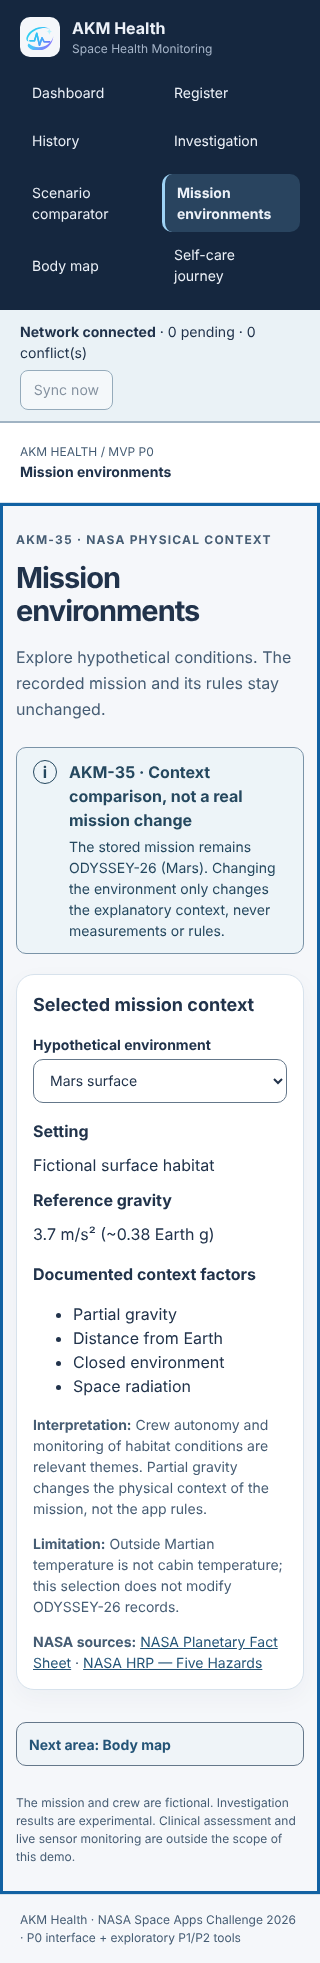 AKM Health
Space Health Monitoring
Dashboard
Register
History
Investigation
Scenario
comparator
Mission
environments
Body map
Self-care
journey
Network connected · 0 pending · 0
conflict(s)
Sync now
AKM HEALTH / MVP P0
Mission environments
AKM-35 · NASA PHYSICAL CONTEXT
Mission
environments
Explore hypothetical conditions. The
recorded mission and its rules stay
unchanged.
i
AKM-35 · Context
comparison, not a real
mission change
The stored mission remains
ODYSSEY-26 (Mars). Changing
the environment only changes
the explanatory context, never
measurements or rules.
Selected mission context
Hypothetical environment
Mars surface
Setting
Fictional surface habitat
Reference gravity
3.7 m/s² (~0.38 Earth g)
Documented context factors
• Partial gravity
• Distance from Earth
• Closed environment
• Space radiation
Interpretation: Crew autonomy and
monitoring of habitat conditions are
relevant themes. Partial gravity
changes the physical context of the
mission, not the app rules.
Limitation: Outside Martian
temperature is not cabin temperature;
this selection does not modify
ODYSSEY-26 records.
NASA sources: NASA Planetary Fact
Sheet · NASA HRP — Five Hazards
Next area: Body map
The mission and crew are fictional. Investigation
results are experimental. Clinical assessment and
live sensor monitoring are outside the scope of
this demo.
AKM Health · NASA Space Apps Challenge 2026
· P0 interface + exploratory P1/P2 tools